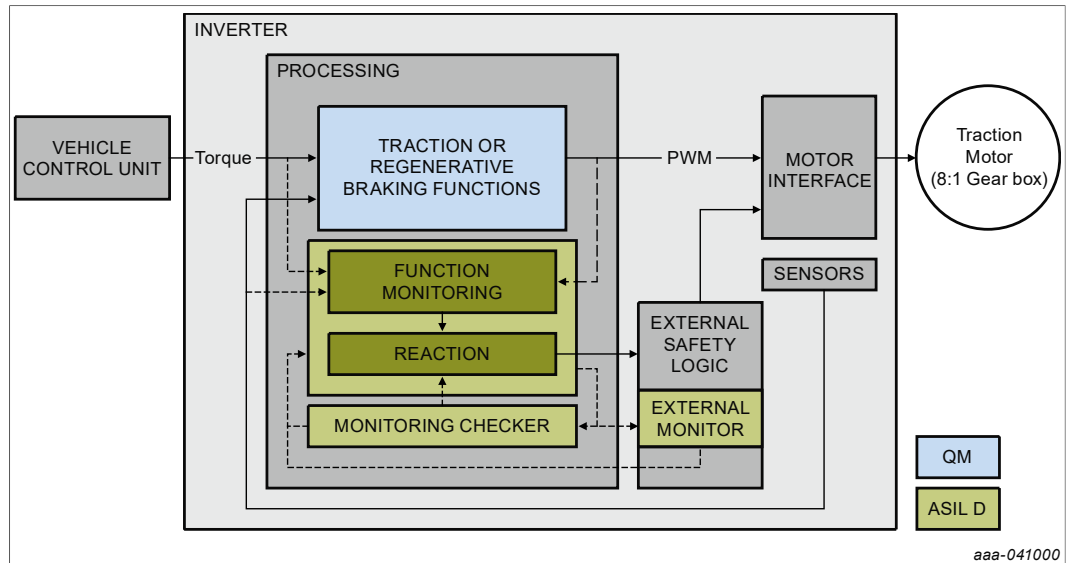 INVERTER
PROCESSING
VEHICLE
CONTROL UNIT
Torque
TRACTION OR
REGENERATIVE
BRAKING FUNCTIONS
PWM
MOTOR
INTERFACE
Traction
Motor
(8:1 Gear box)
FUNCTION
MONITORING
SENSORS
REACTION
EXTERNAL
SAFETY
LOGIC
MONITORING CHECKER
EXTERNAL
MONITOR
QM
ASIL D
aaa-041000